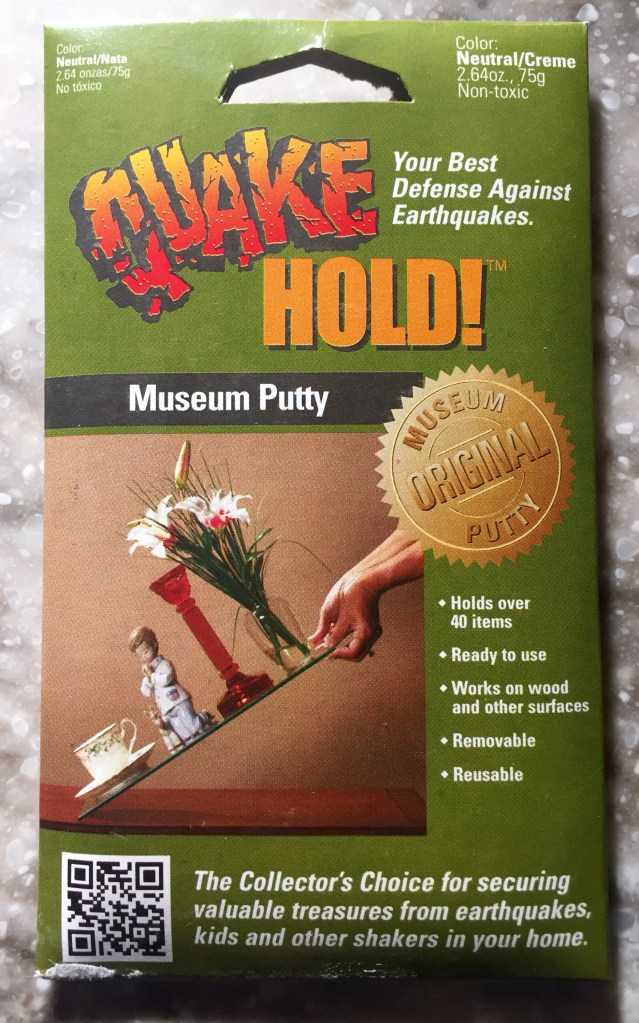 Color:
Neutral/Nata
2.64 onzas/75g
No tóxico
Color:
Neutral/Creme
2.64oz., 75g
Non-toxic
QUAKE
HOLD!™
Your Best
Defense Against
Earthquakes.
Museum Putty
MUSEUM
ORIGINAL
PUTTY
◆ Holds over
40 items
◆ Ready to use
◆ Works on wood
and other surfaces
◆ Removable
◆ Reusable
The Collector's Choice for securing
valuable treasures from earthquakes,
kids and other shakers in your home.